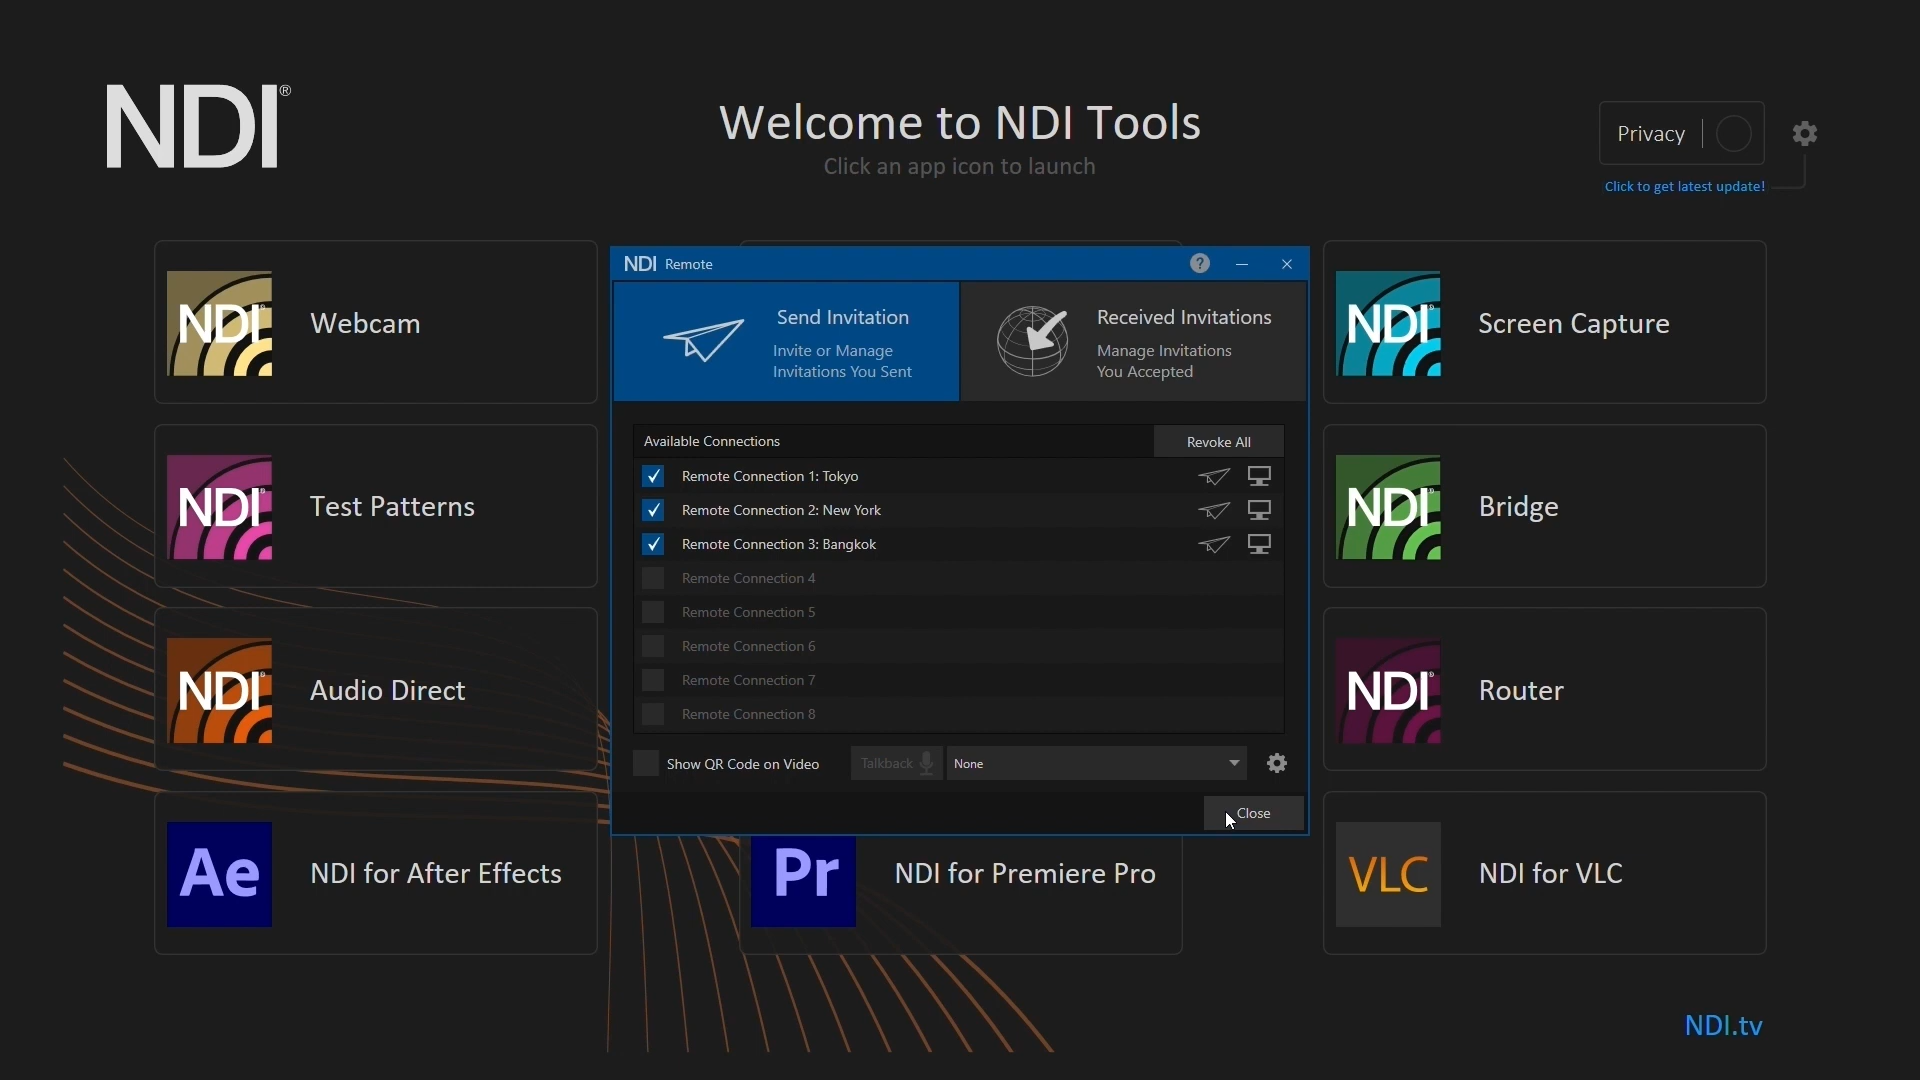 NDI®
Welcome to NDI Tools
Click an app icon to launch
Privacy
Click to get latest update!
NDI Webcam
NDI Test Patterns
NDI Audio Direct
Ae NDI for After Effects
NDI Remote
?
Send Invitation
Invite or Manage
Invitations You Sent
Received Invitations
Manage Invitations
You Accepted
Available Connections
Revoke All
Remote Connection 1: Tokyo
Remote Connection 2: New York
Remote Connection 3: Bangkok
Remote Connection 4
Remote Connection 5
Remote Connection 6
Remote Connection 7
Remote Connection 8
Show QR Code on Video
Talkback
None
Close
Pr NDI for Premiere Pro
NDI Screen Capture
NDI Bridge
NDI Router
VLC NDI for VLC
NDI.tv